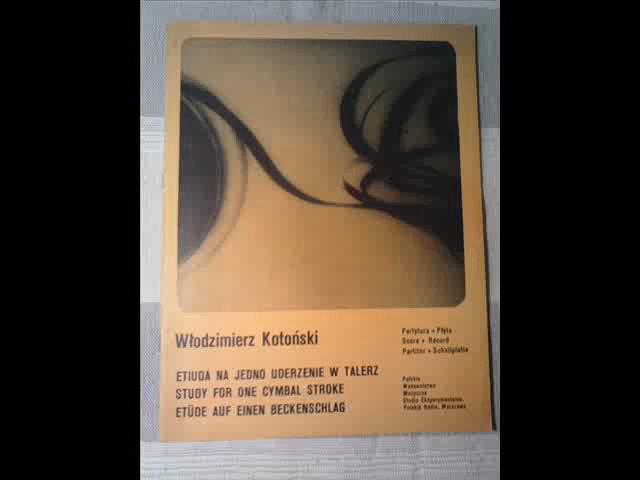 Włodzimierz Kotoński
Partytura + Płyta
Score + Record
Partitur + Schallplatte
ETIUDA NA JEDNO UDERZENIE W TALERZ
STUDY FOR ONE CYMBAL STROKE
ETÜDE AUF EINEN BECKENSCHLAG
Polskie
Wydawnictwo
Muzyczne
Studio Eksperymentalne,
Polskie Radio, Warszawa